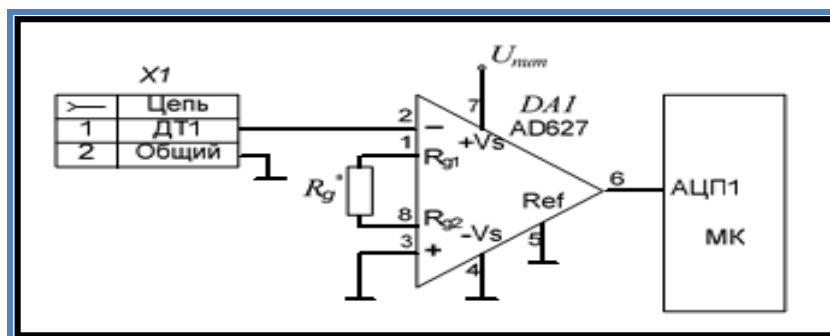 X1
Цепь
1 ДТ1
2 Общий
Uпит
7
DA1
AD627
+Vs
2 −
1 Rg1
Rg*
8 Rg2
3 +
-Vs
4
Ref
5
6
АЦП1
МК